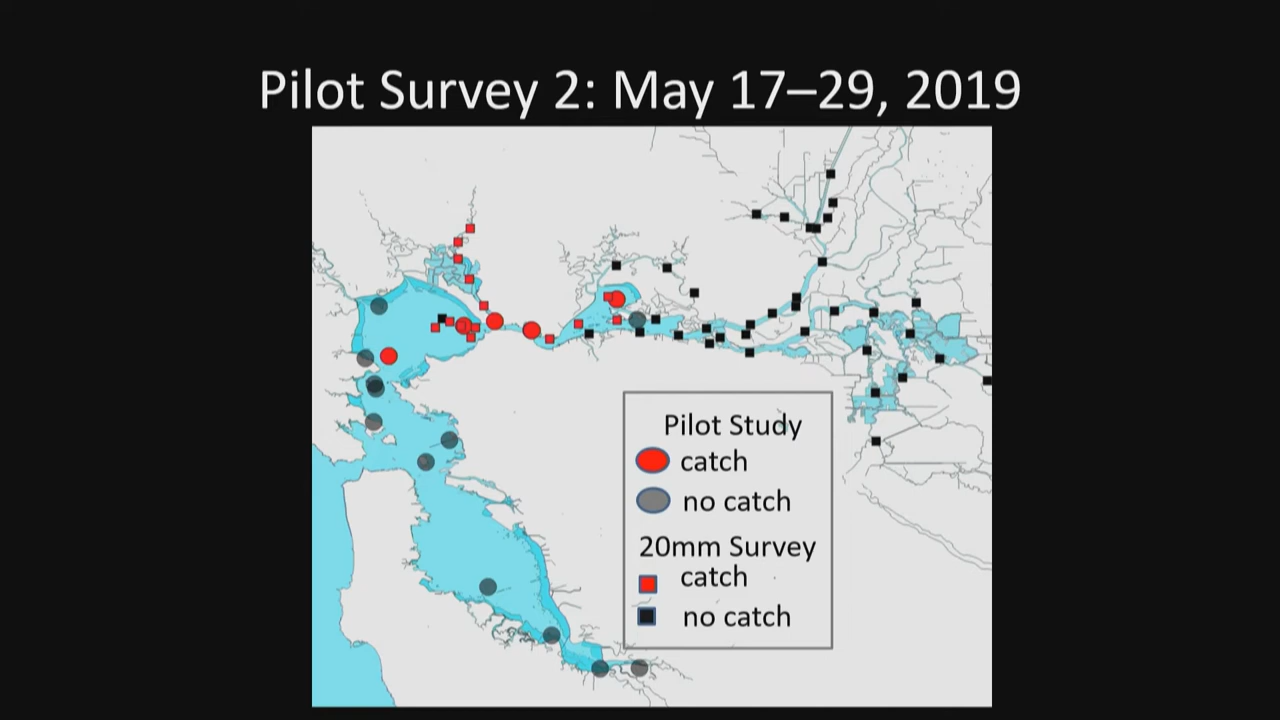 Pilot Survey 2: May 17–29, 2019
Pilot Study
catch
no catch
20mm Survey
catch
no catch